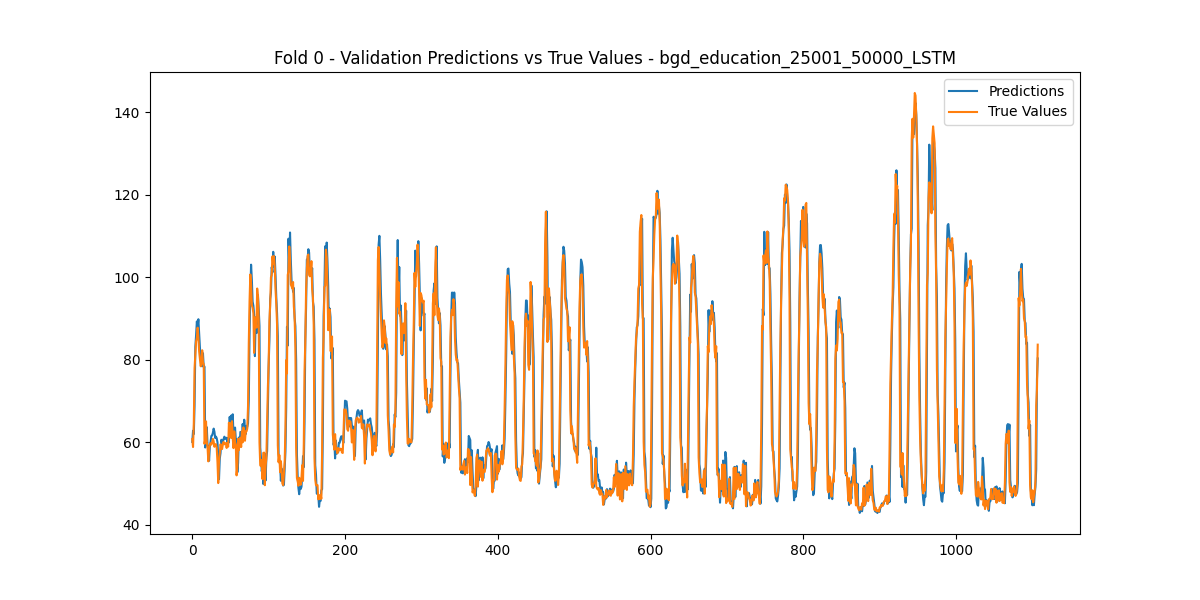 Fold 0 - Validation Predictions vs True Values - bgd_education_25001_50000_LSTM
Predictions
True Values
140
120
100
80
60
40
0 200 400 600 800 1000